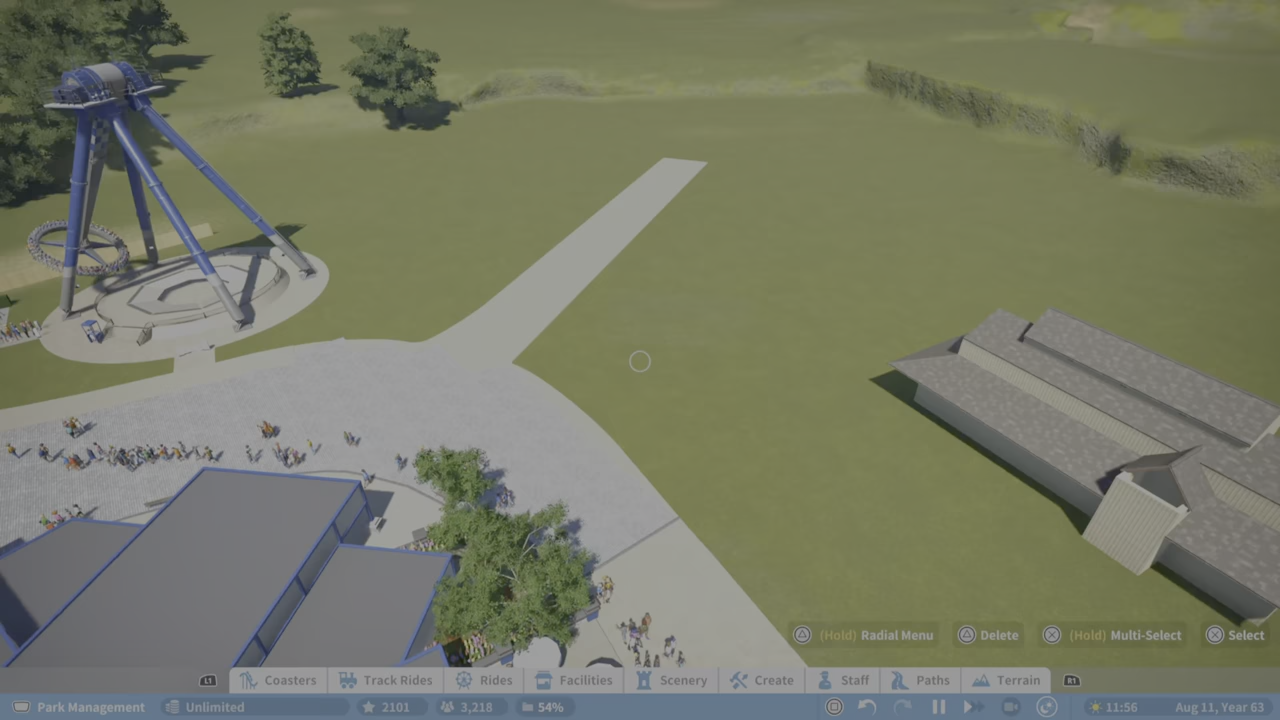 (Hold) Radial Menu Delete (Hold) Multi-Select Select
L1 Coasters Track Rides Rides Facilities Scenery Create Staff Paths Terrain R1
Park Management Unlimited 2101 3,218 54% 11:56 Aug 11, Year 63